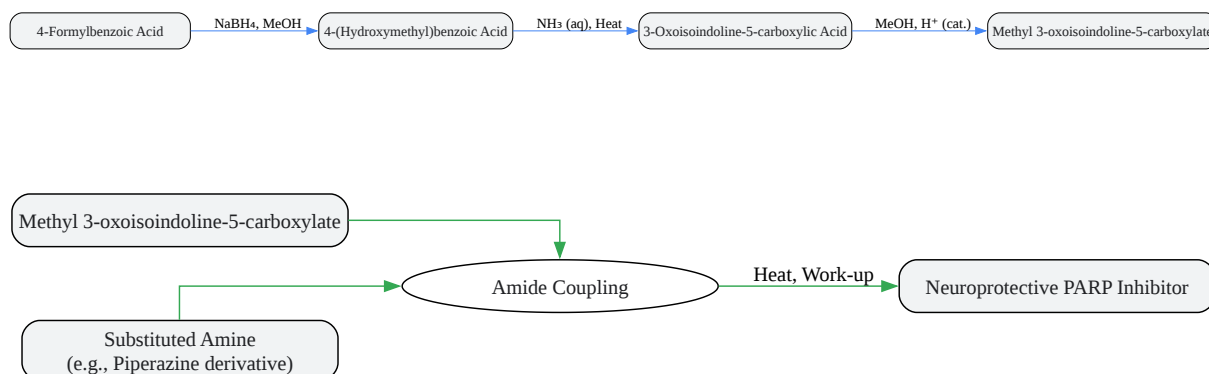 4-Formylbenzoic Acid
NaBH₄, MeOH
4-(Hydroxymethyl)benzoic Acid
NH₃ (aq), Heat
3-Oxoisoindoline-5-carboxylic Acid
MeOH, H⁺ (cat.)
Methyl 3-oxoisoindoline-5-carboxylate
Methyl 3-oxoisoindoline-5-carboxylate
Amide Coupling
Heat, Work-up
Neuroprotective PARP Inhibitor
Substituted Amine
(e.g., Piperazine derivative)